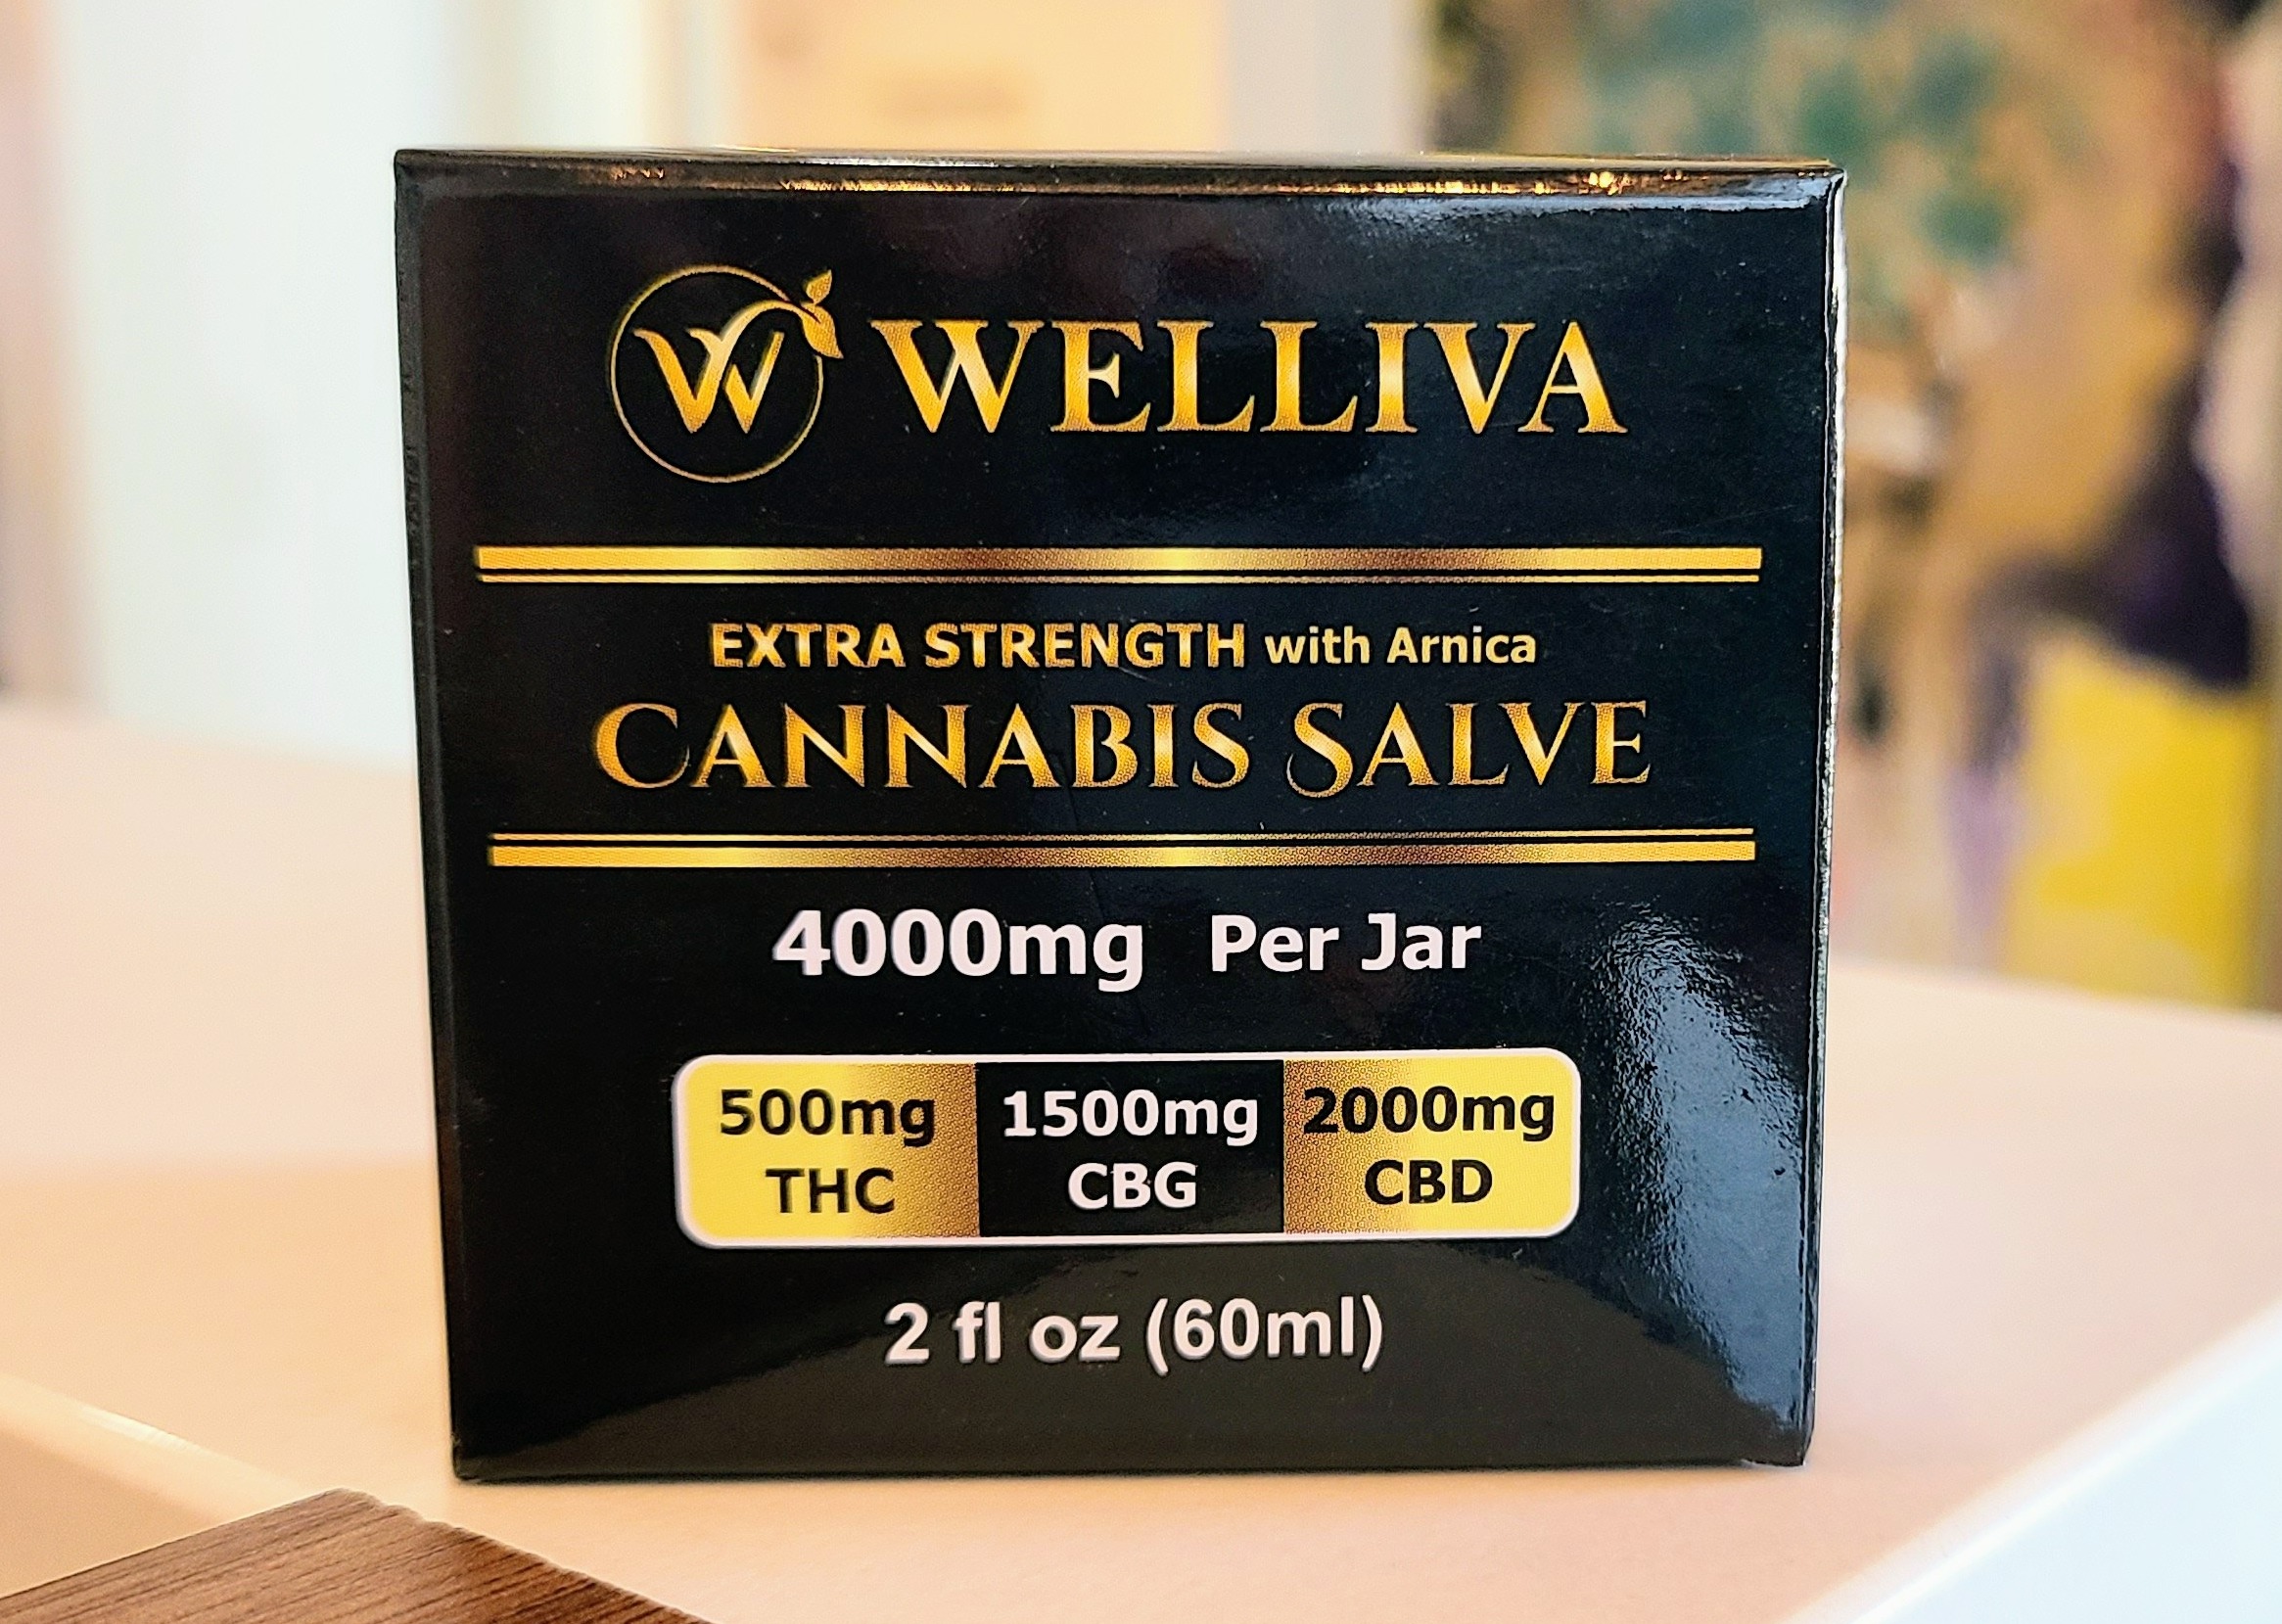 W WELLIVA
EXTRA STRENGTH with Arnica
CANNABIS SALVE
4000mg Per Jar
500mg 1500mg 2000mg
THC CBG CBD
2 fl oz (60ml)